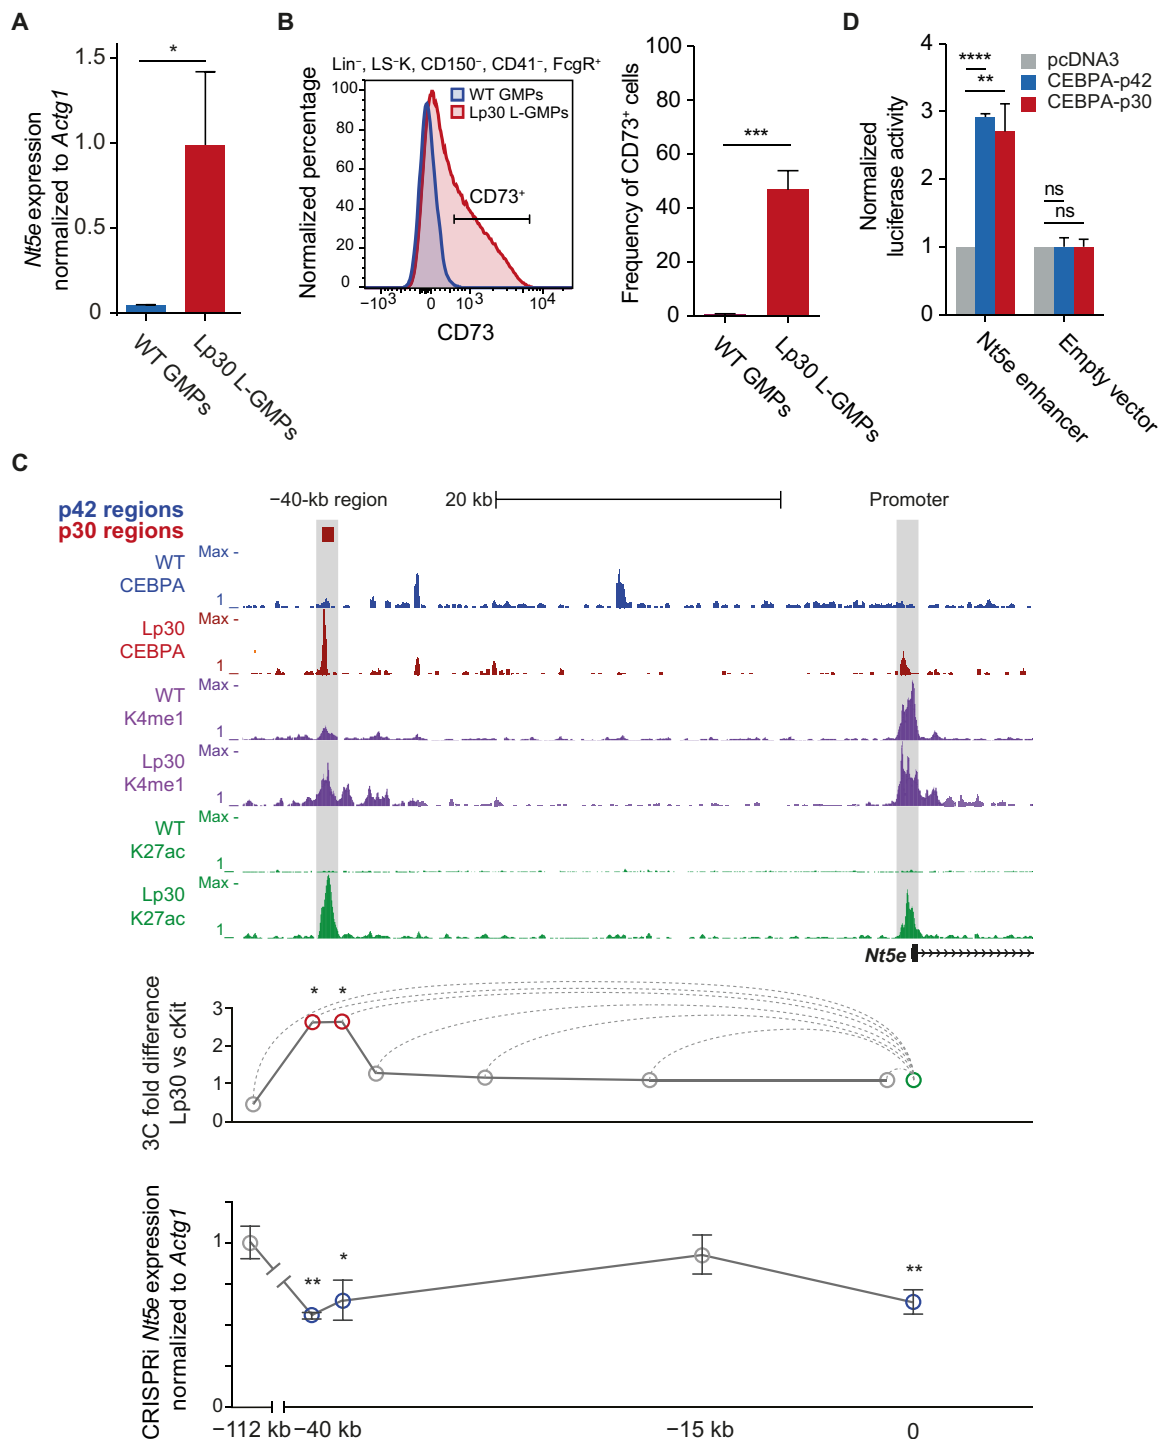 A
Nt5e expression
normalized to Actg1
1.5
1.0
0.5
0
*
WT GMPs
Lp30 L-GMPs
B
Lin⁻, LS⁻K, CD150⁻, CD41⁻, FcgR⁺
Normalized percentage
100
80
60
40
20
0
WT GMPs
Lp30 L-GMPs
CD73⁺
−10³
0
10³
10⁴
CD73
Frequency of CD73⁺ cells
100
80
60
40
20
0
***
WT GMPs
Lp30 L-GMPs
D
Normalized
luciferase activity
4
3
2
1
0
pcDNA3
CEBPA-p42
CEBPA-p30
****
**
ns
ns
Nt5e enhancer
Empty vector
C
−40-kb region
20 kb
Promoter
p42 regions
p30 regions
WT
CEBPA
Max -
1
Lp30
CEBPA
Max -
1
WT
K4me1
Max -
1
Lp30
K4me1
Max -
1
WT
K27ac
Max -
1
Lp30
K27ac
Max -
1
Nt5e
3C fold difference
Lp30 vs cKit
3
2
1
0
* *
CRISPRi Nt5e expression
normalized to Actg1
1
0
**
*
**
−112 kb
−40 kb
−15 kb
0